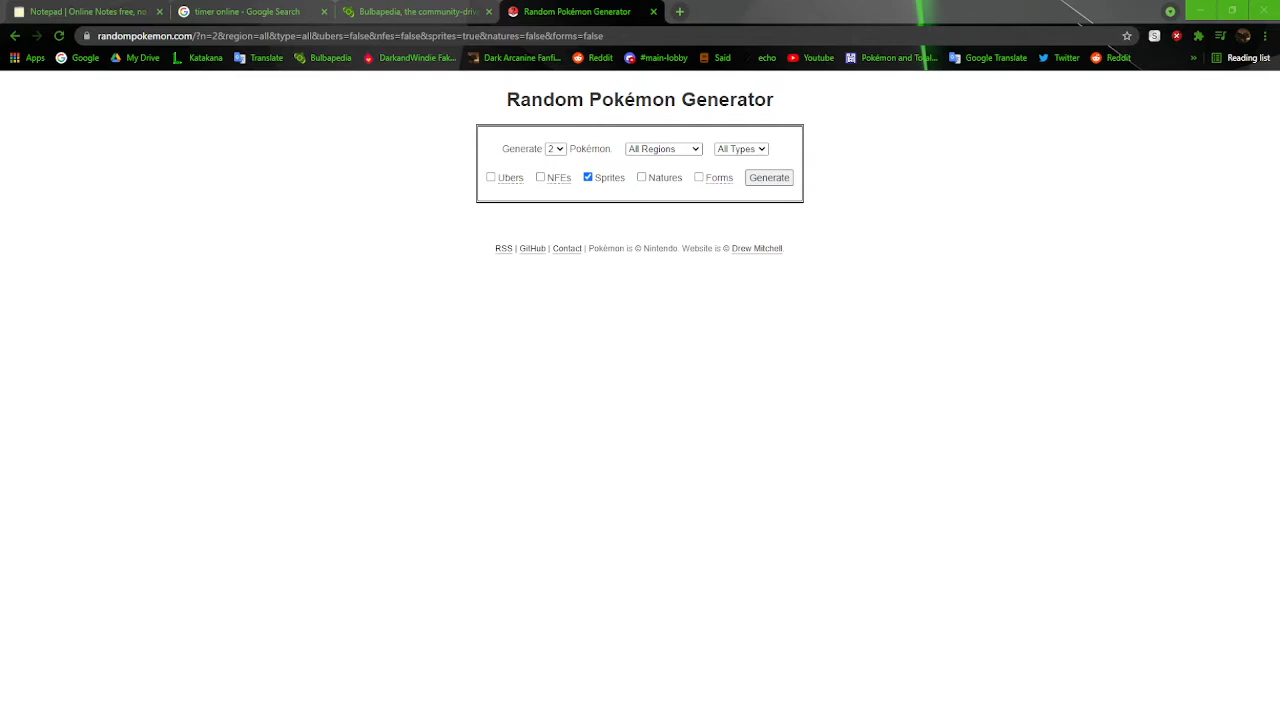 Notepad | Online Notes free, no
timer online - Google Search
Bulbapedia, the community-driv
Random Pokémon Generator
randompokemon.com/?n=2&region=all&type=all&ubers=false&nfes=false&sprites=true&natures=false&forms=false
Apps Google My Drive Katakana Translate Bulbapedia DarkandWindie Fak... Dark Arcanine Fanfi... Reddit #main-lobby Said echo Youtube Pokémon and Total... Google Translate Twitter Reddit » Reading list
Random Pokémon Generator
Generate 2 Pokémon. All Regions All Types
Ubers NFEs Sprites Natures Forms Generate
RSS | GitHub | Contact | Pokémon is © Nintendo. Website is © Drew Mitchell.